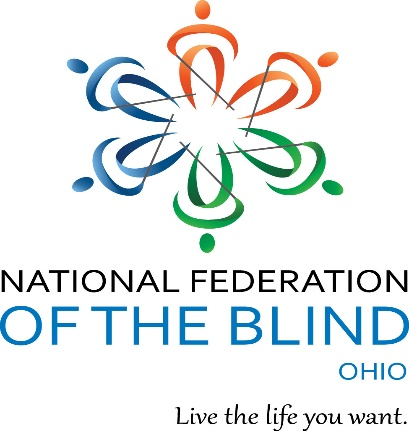 NATIONAL FEDERATION
OF THE BLIND
OHIO
Live the life you want.